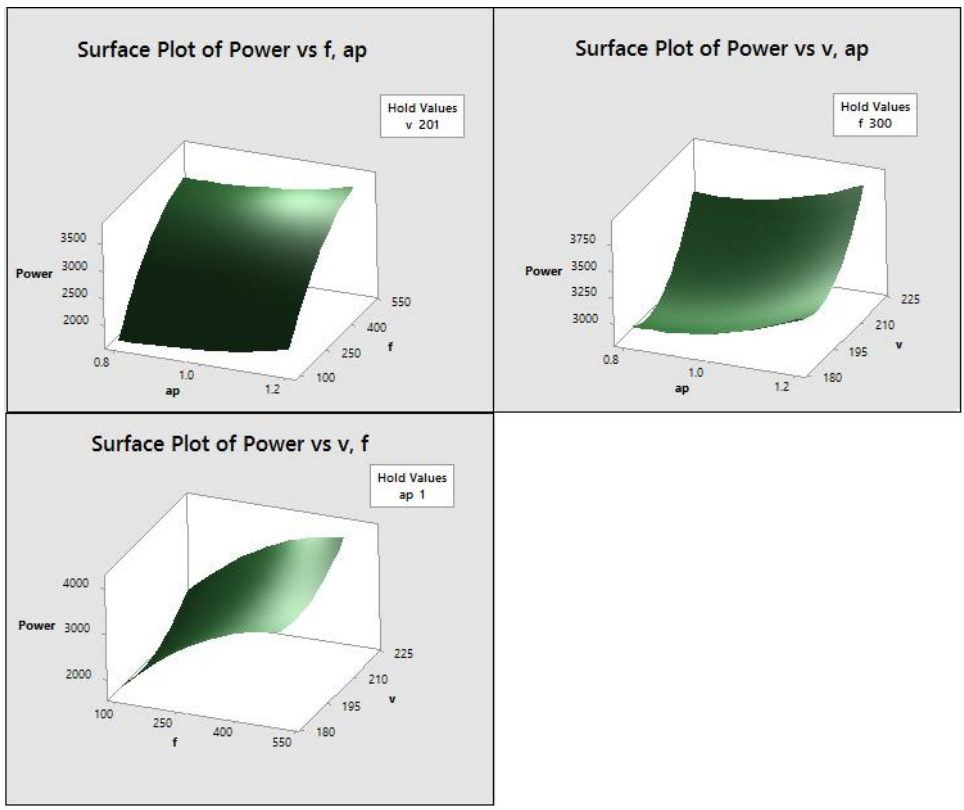 Surface Plot of Power vs f, ap
Hold Values
v 201
3500
3000
Power
2500
2000
0.8
1.0
1.2
ap
100
250
400
550
f
Surface Plot of Power vs v, ap
Hold Values
f 300
3750
3500
Power
3250
3000
0.8
1.0
1.2
ap
180
195
210
225
v
Surface Plot of Power vs v, f
Hold Values
ap 1
4000
Power
3000
2000
100
250
400
550
f
180
195
210
225
v